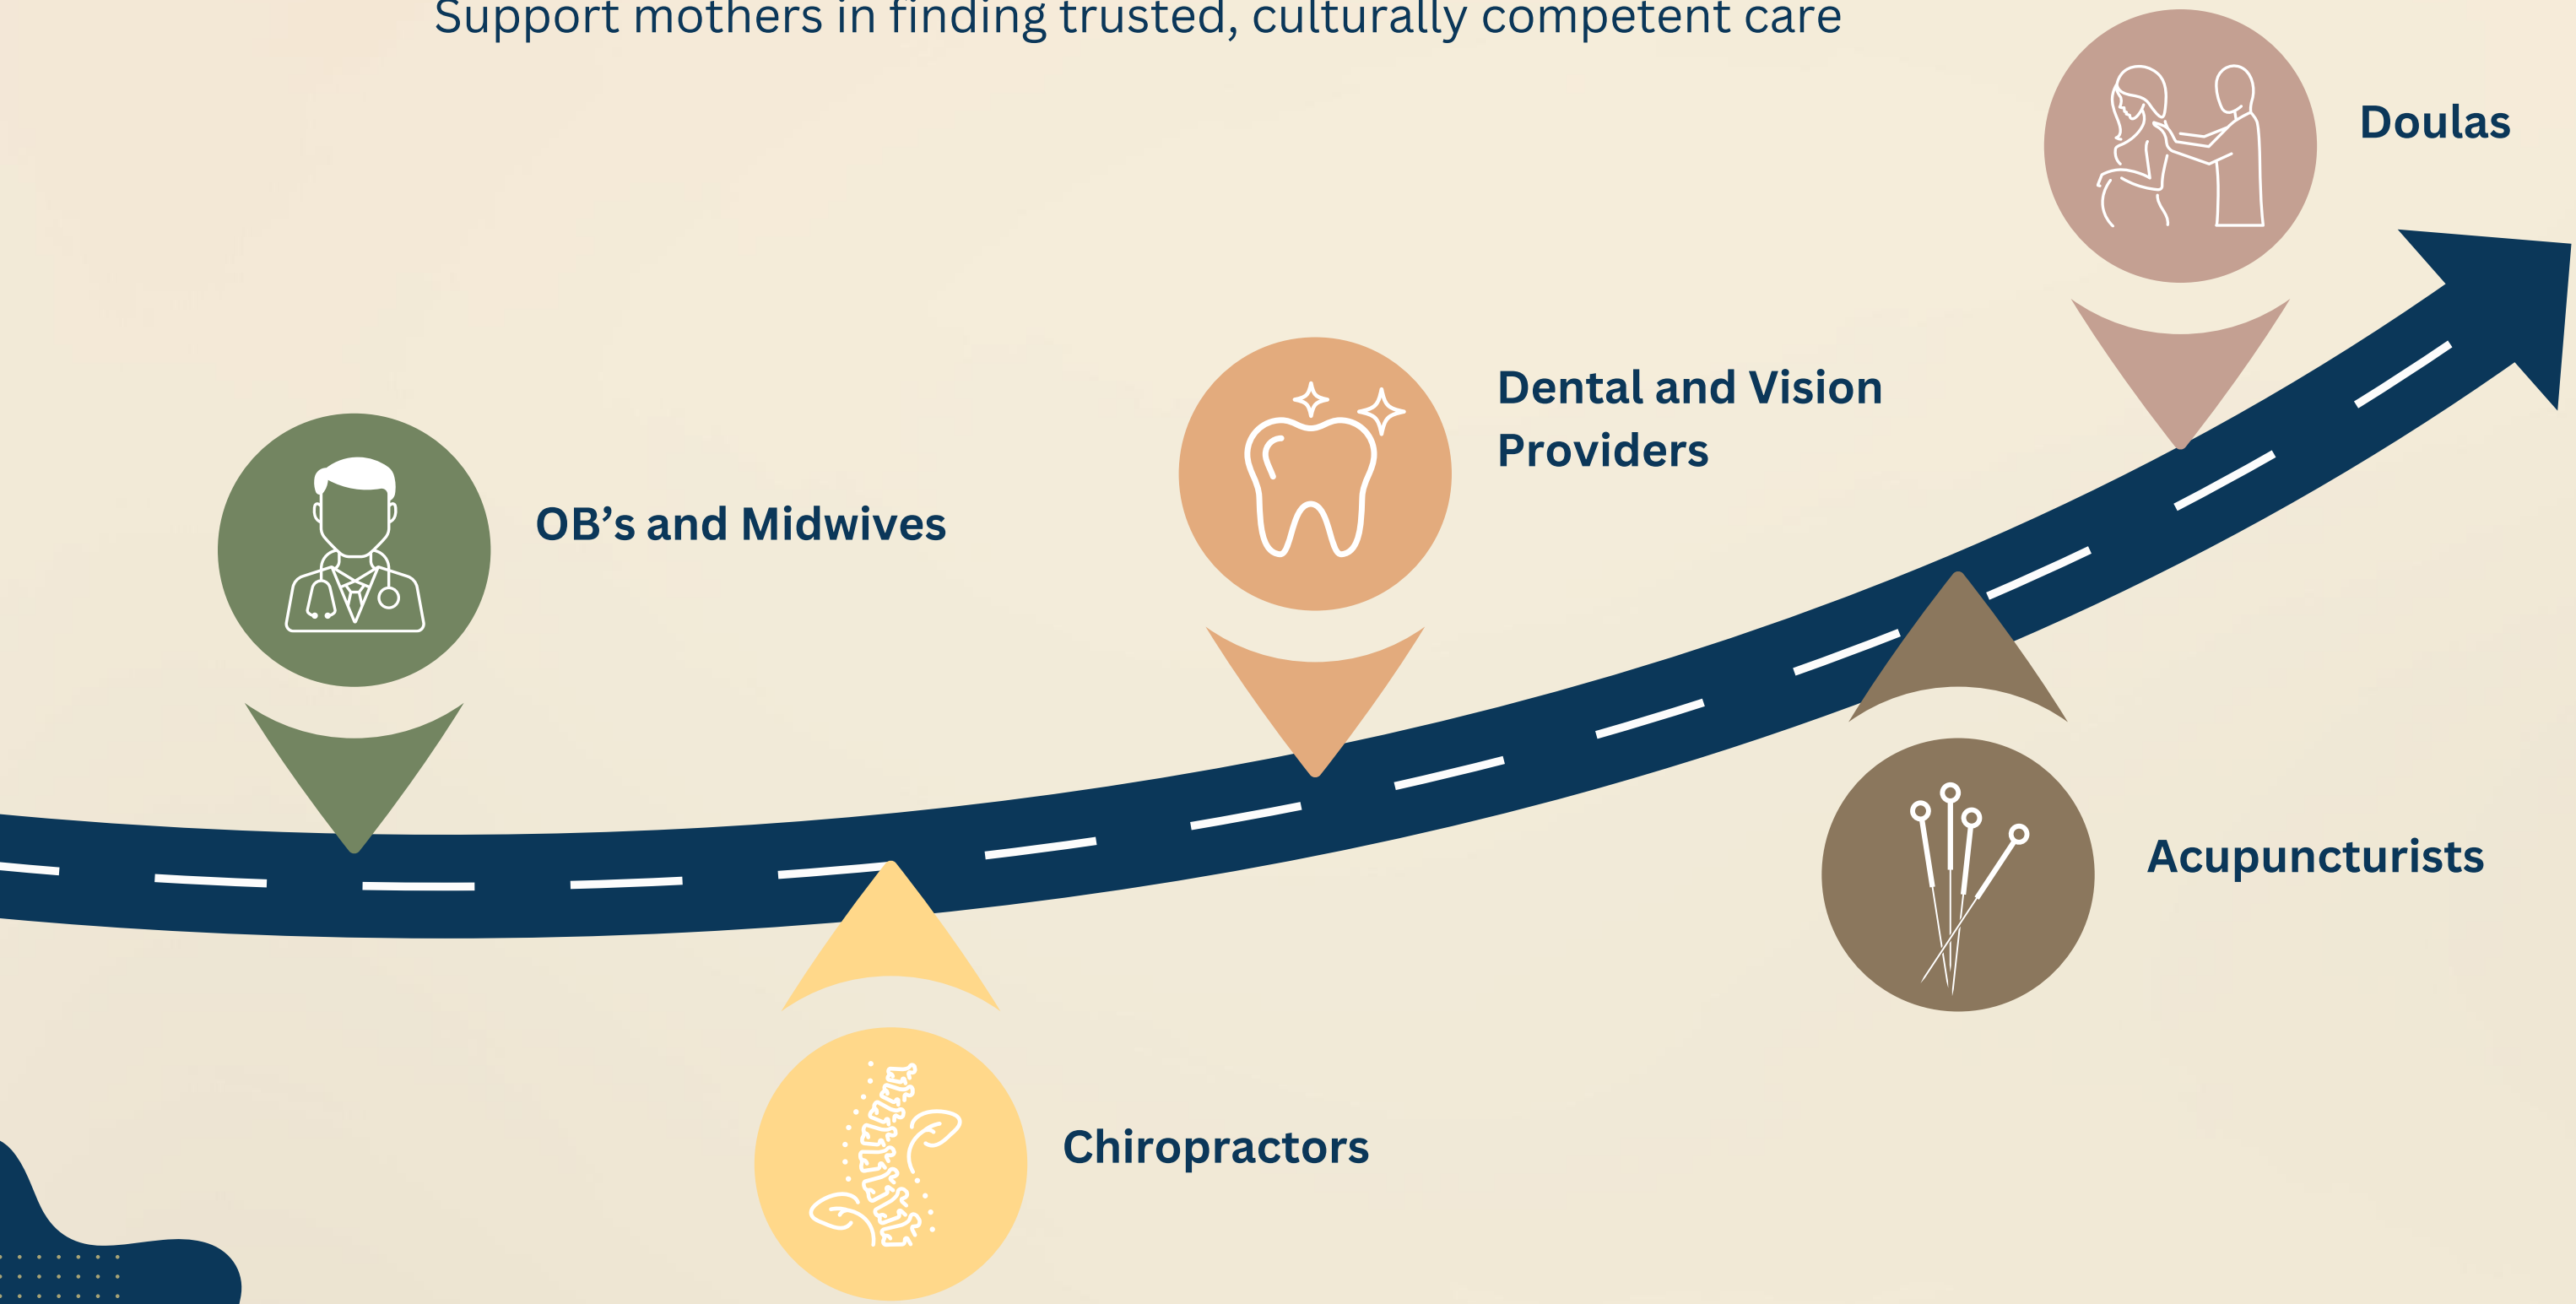 Support mothers in finding trusted, culturally competent care
Doulas
Dental and Vision
Providers
OB’s and Midwives
Acupuncturists
Chiropractors